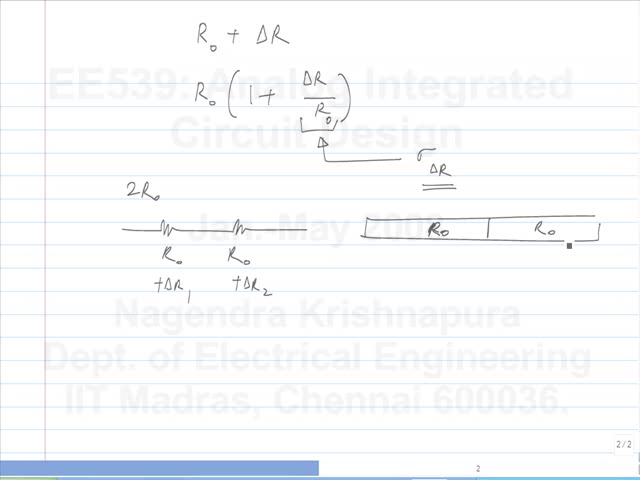 R₀ + ΔR
R₀ (1 + ΔR/R₀)
σ_ΔR
2R₀
R₀ R₀
R₀ R₀
+ΔR₁ +ΔR₂
EE539: Analog Integrated
Circuit Design
Jan.-May 200
Nagendra Krishnapura
Dept. of Electrical Engineering
IIT Madras, Chennai 600036.
2/2
2